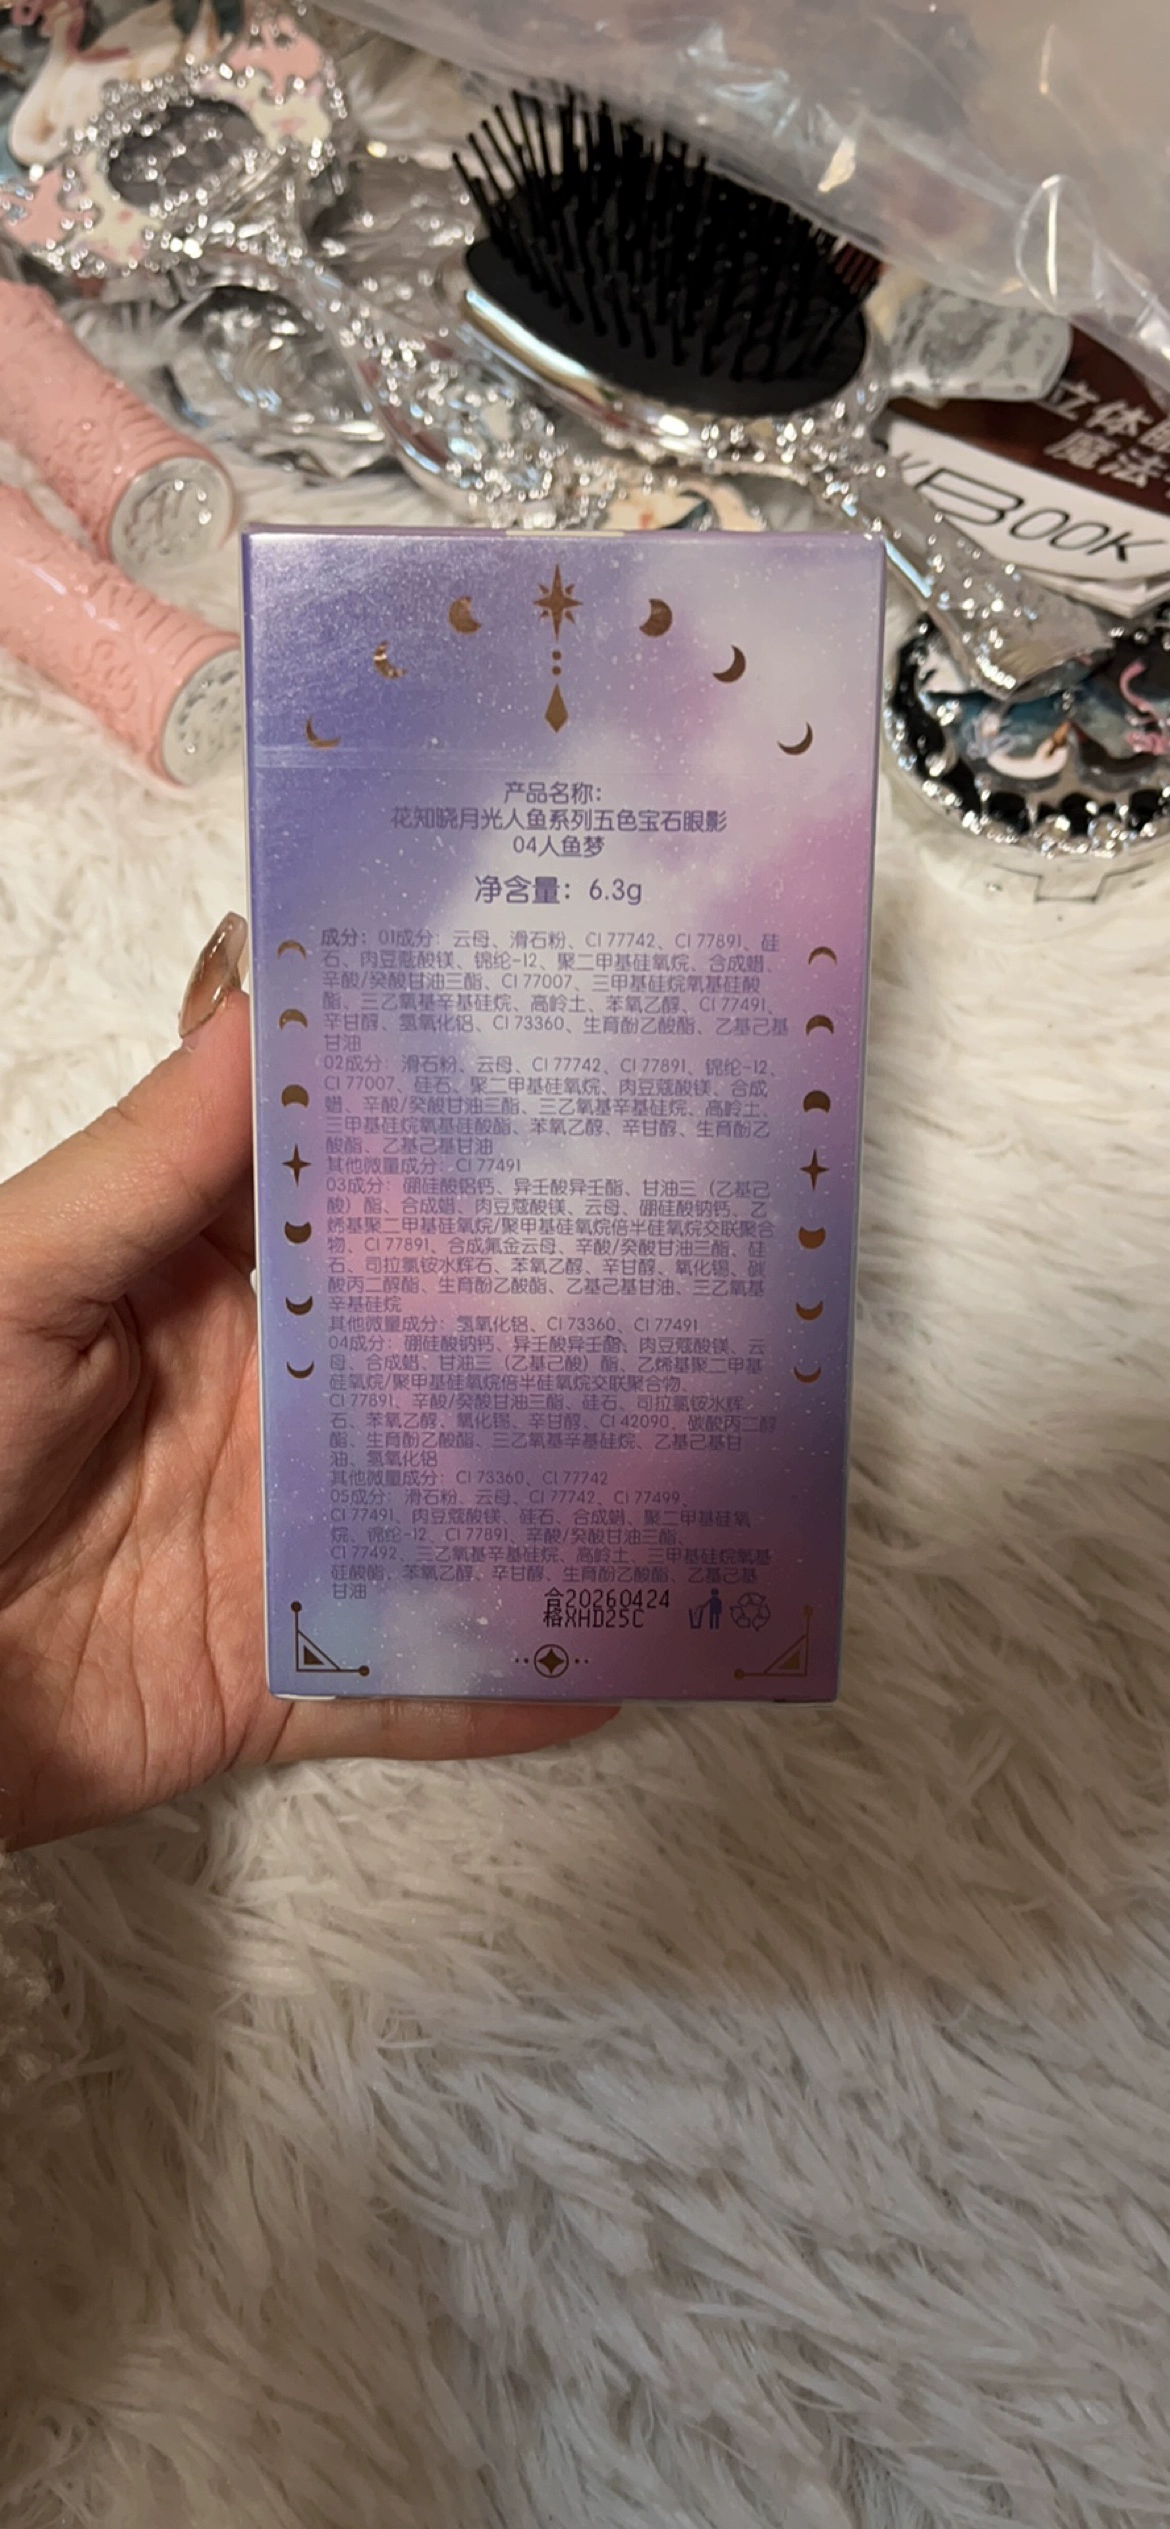 立体
魔法
BOOK
产品名称：
花知晓月光人鱼系列五色宝石眼影
04人鱼梦
净含量：6.3g
成分：01成分：云母、滑石粉、CI 77742、CI 77891、硅
石、肉豆蔻酸镁、锦纶-12、聚二甲基硅氧烷、合成蜡、
辛酸/癸酸甘油三酯、CI 77007、三甲基硅烷氧基硅酸
酯、三乙氧基辛基硅烷、高岭土、苯氧乙醇、CI 77491、
辛甘醇、氢氧化铝、CI 73360、生育酚乙酸酯、乙基己基
甘油
02成分：滑石粉、云母、CI 77742、CI 77891、锦纶-12、
CI 77007、硅石、聚二甲基硅氧烷、肉豆蔻酸镁、合成
蜡、辛酸/癸酸甘油三酯、三乙氧基辛基硅烷、高岭土、
三甲基硅烷氧基硅酸酯、苯氧乙醇、辛甘醇、生育酚乙
酸酯、乙基己基甘油
其他微量成分：CI 77491
03成分：硼硅酸铝钙、异壬酸异壬酯、甘油三（乙基己
酸）酯、合成蜡、肉豆蔻酸镁、云母、硼硅酸钠钙、乙
烯基聚二甲基硅氧烷/聚甲基硅氧烷倍半硅氧烷交联聚合
物、CI 77891、合成氟金云母、辛酸/癸酸甘油三酯、硅
石、司拉氯铵水辉石、苯氧乙醇、辛甘醇、氧化锡、碳
酸丙二醇酯、生育酚乙酸酯、乙基己基甘油、三乙氧基
辛基硅烷
其他微量成分：氢氧化铝、CI 73360、CI 77491
04成分：硼硅酸钠钙、异壬酸异壬酯、肉豆蔻酸镁、云
母、合成蜡、甘油三（乙基己酸）酯、乙烯基聚二甲基
硅氧烷/聚甲基硅氧烷倍半硅氧烷交联聚合物、
CI 77891、辛酸/癸酸甘油三酯、硅石、司拉氯铵水辉
石、苯氧乙醇、氧化锡、辛甘醇、CI 42090、碳酸丙二醇
酯、生育酚乙酸酯、三乙氧基辛基硅烷、乙基己基甘
油、氢氧化铝
其他微量成分：CI 73360、CI 77742
05成分：滑石粉、云母、CI 77742、CI 77499、
CI 77491、肉豆蔻酸镁、硅石、合成蜡、聚二甲基硅氧
烷、锦纶-12、CI 77891、辛酸/癸酸甘油三酯、
CI 77492、三乙氧基辛基硅烷、高岭土、三甲基硅烷氧基
硅酸酯、苯氧乙醇、辛甘醇、生育酚乙酸酯、乙基己基
甘油
合20260424
格XHD25C